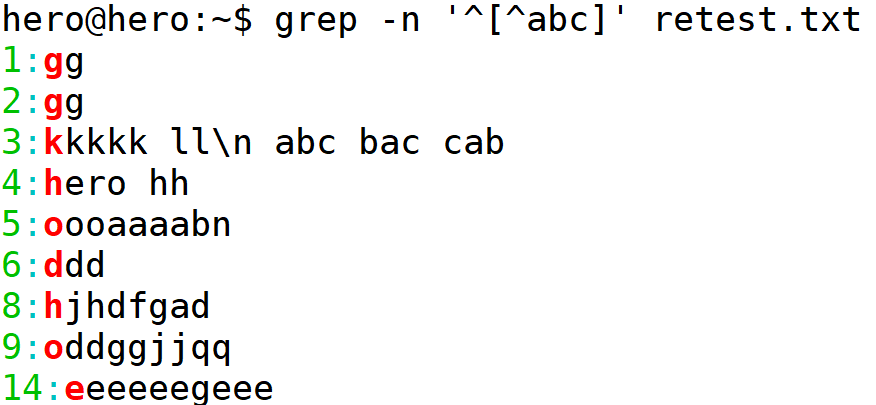 hero@hero:~$ grep -n '^[^abc]' retest.txt
1:gg
2:gg
3:kkkkk ll\n abc bac cab
4:hero hh
5:oooaaaabn
6:ddd
8:hjhdfgad
9:oddggjjqq
14:eeeeeegeee